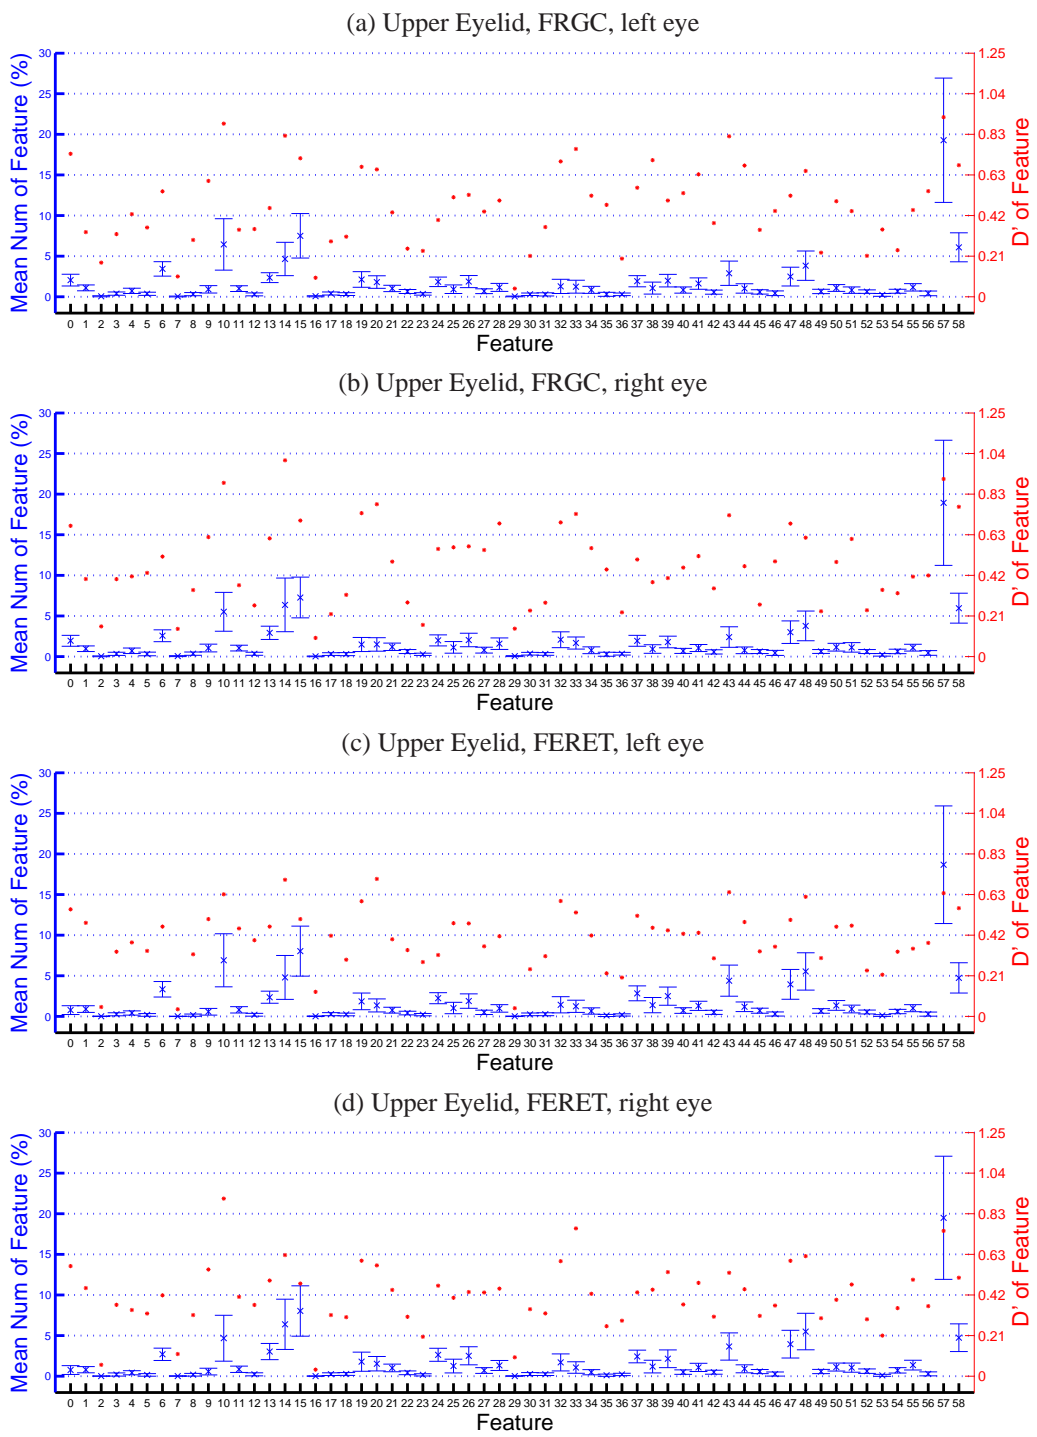 (a) Upper Eyelid, FRGC, left eye
Mean Num of Feature (%)
30
25
20
15
10
5
0
1.25
1.04
0.83
0.63
0.42
0.21
0
D' of Feature
0 1 2 3 4 5 6 7 8 9 10 11 12 13 14 15 16 17 18 19 20 21 22 23 24 25 26 27 28 29 30 31 32 33 34 35 36 37 38 39 40 41 42 43 44 45 46 47 48 49 50 51 52 53 54 55 56 57 58
Feature
(b) Upper Eyelid, FRGC, right eye
Mean Num of Feature (%)
30
25
20
15
10
5
0
1.25
1.04
0.83
0.63
0.42
0.21
0
D' of Feature
0 1 2 3 4 5 6 7 8 9 10 11 12 13 14 15 16 17 18 19 20 21 22 23 24 25 26 27 28 29 30 31 32 33 34 35 36 37 38 39 40 41 42 43 44 45 46 47 48 49 50 51 52 53 54 55 56 57 58
Feature
(c) Upper Eyelid, FERET, left eye
Mean Num of Feature (%)
30
25
20
15
10
5
0
1.25
1.04
0.83
0.63
0.42
0.21
0
D' of Feature
0 1 2 3 4 5 6 7 8 9 10 11 12 13 14 15 16 17 18 19 20 21 22 23 24 25 26 27 28 29 30 31 32 33 34 35 36 37 38 39 40 41 42 43 44 45 46 47 48 49 50 51 52 53 54 55 56 57 58
Feature
(d) Upper Eyelid, FERET, right eye
Mean Num of Feature (%)
30
25
20
15
10
5
0
1.25
1.04
0.83
0.63
0.42
0.21
0
D' of Feature
0 1 2 3 4 5 6 7 8 9 10 11 12 13 14 15 16 17 18 19 20 21 22 23 24 25 26 27 28 29 30 31 32 33 34 35 36 37 38 39 40 41 42 43 44 45 46 47 48 49 50 51 52 53 54 55 56 57 58
Feature